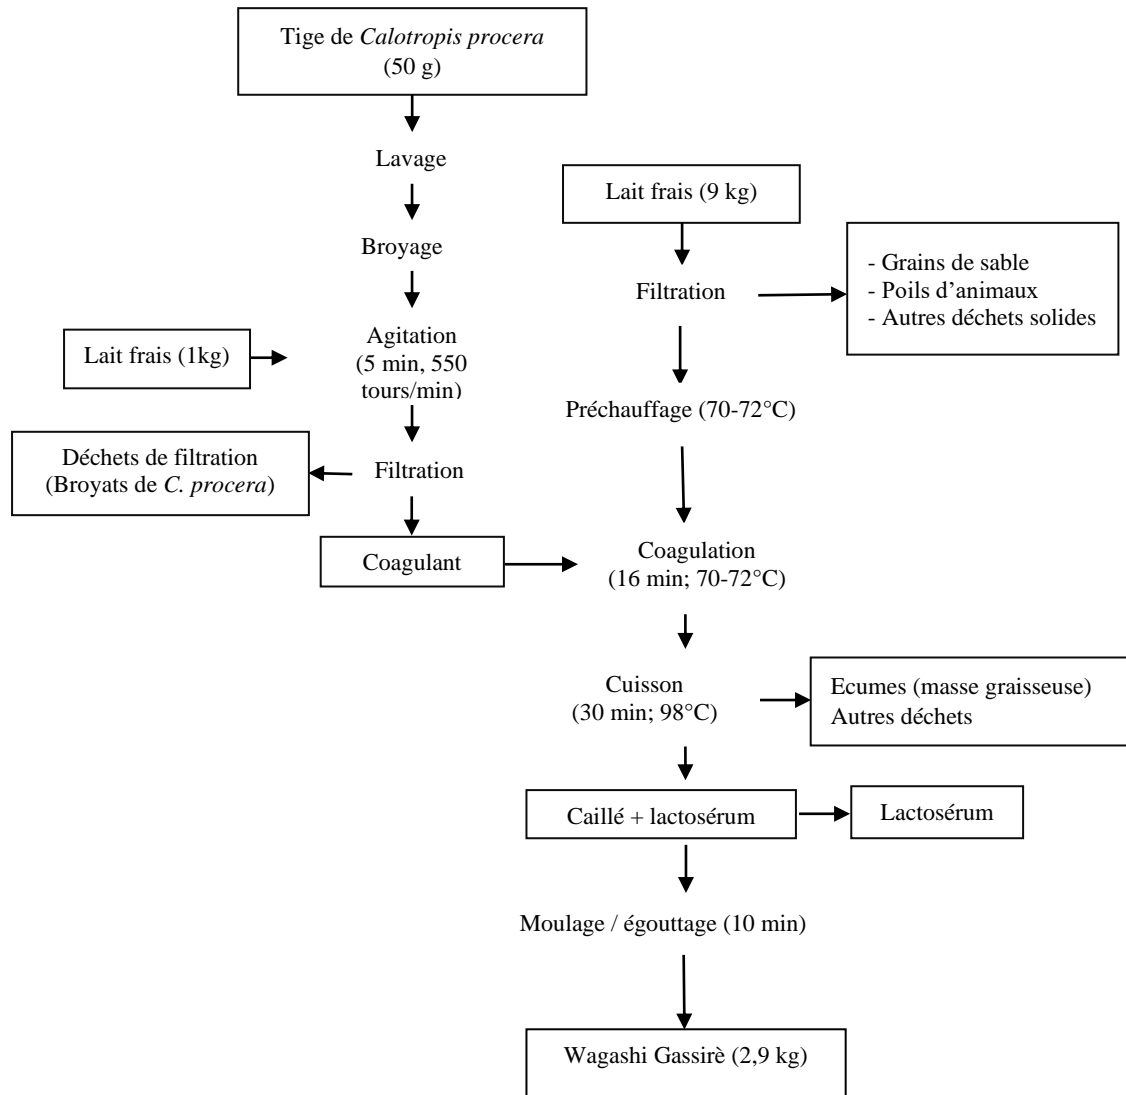 Tige de Calotropis procera
(50 g)
Lavage
Broyage
Lait frais (1kg)
Agitation
(5 min, 550
tours/min)
Déchets de filtration
(Broyats de C. procera)
Filtration
Coagulant
Lait frais (9 kg)
Filtration
- Grains de sable
- Poils d’animaux
- Autres déchets solides
Préchauffage (70-72°C)
Coagulation
(16 min; 70-72°C)
Cuisson
(30 min; 98°C)
Ecumes (masse graisseuse)
Autres déchets
Caillé + lactosérum
Lactosérum
Moulage / égouttage (10 min)
Wagashi Gassirè (2,9 kg)